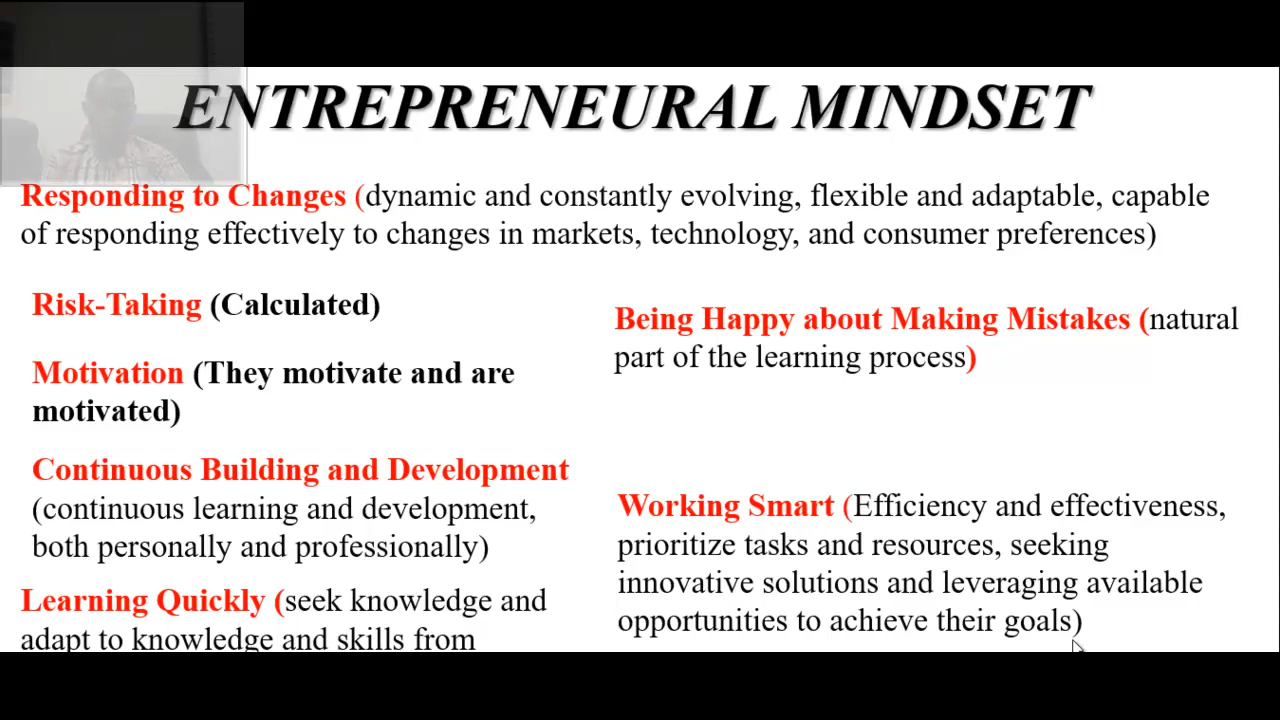 ENTREPRENEURAL MINDSET
Responding to Changes (dynamic and constantly evolving, flexible and adaptable, capable
of responding effectively to changes in markets, technology, and consumer preferences)
Risk-Taking (Calculated)
Motivation (They motivate and are
motivated)
Continuous Building and Development
(continuous learning and development,
both personally and professionally)
Learning Quickly (seek knowledge and
adapt to knowledge and skills from
Being Happy about Making Mistakes (natural
part of the learning process)
Working Smart (Efficiency and effectiveness,
prioritize tasks and resources, seeking
innovative solutions and leveraging available
opportunities to achieve their goals)